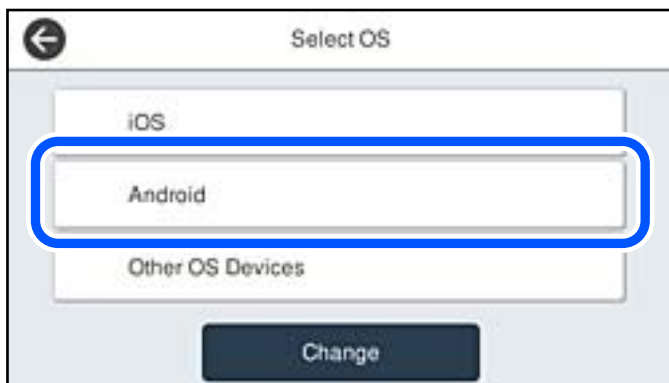 Select OS
iOS
Android
Other OS Devices
Change